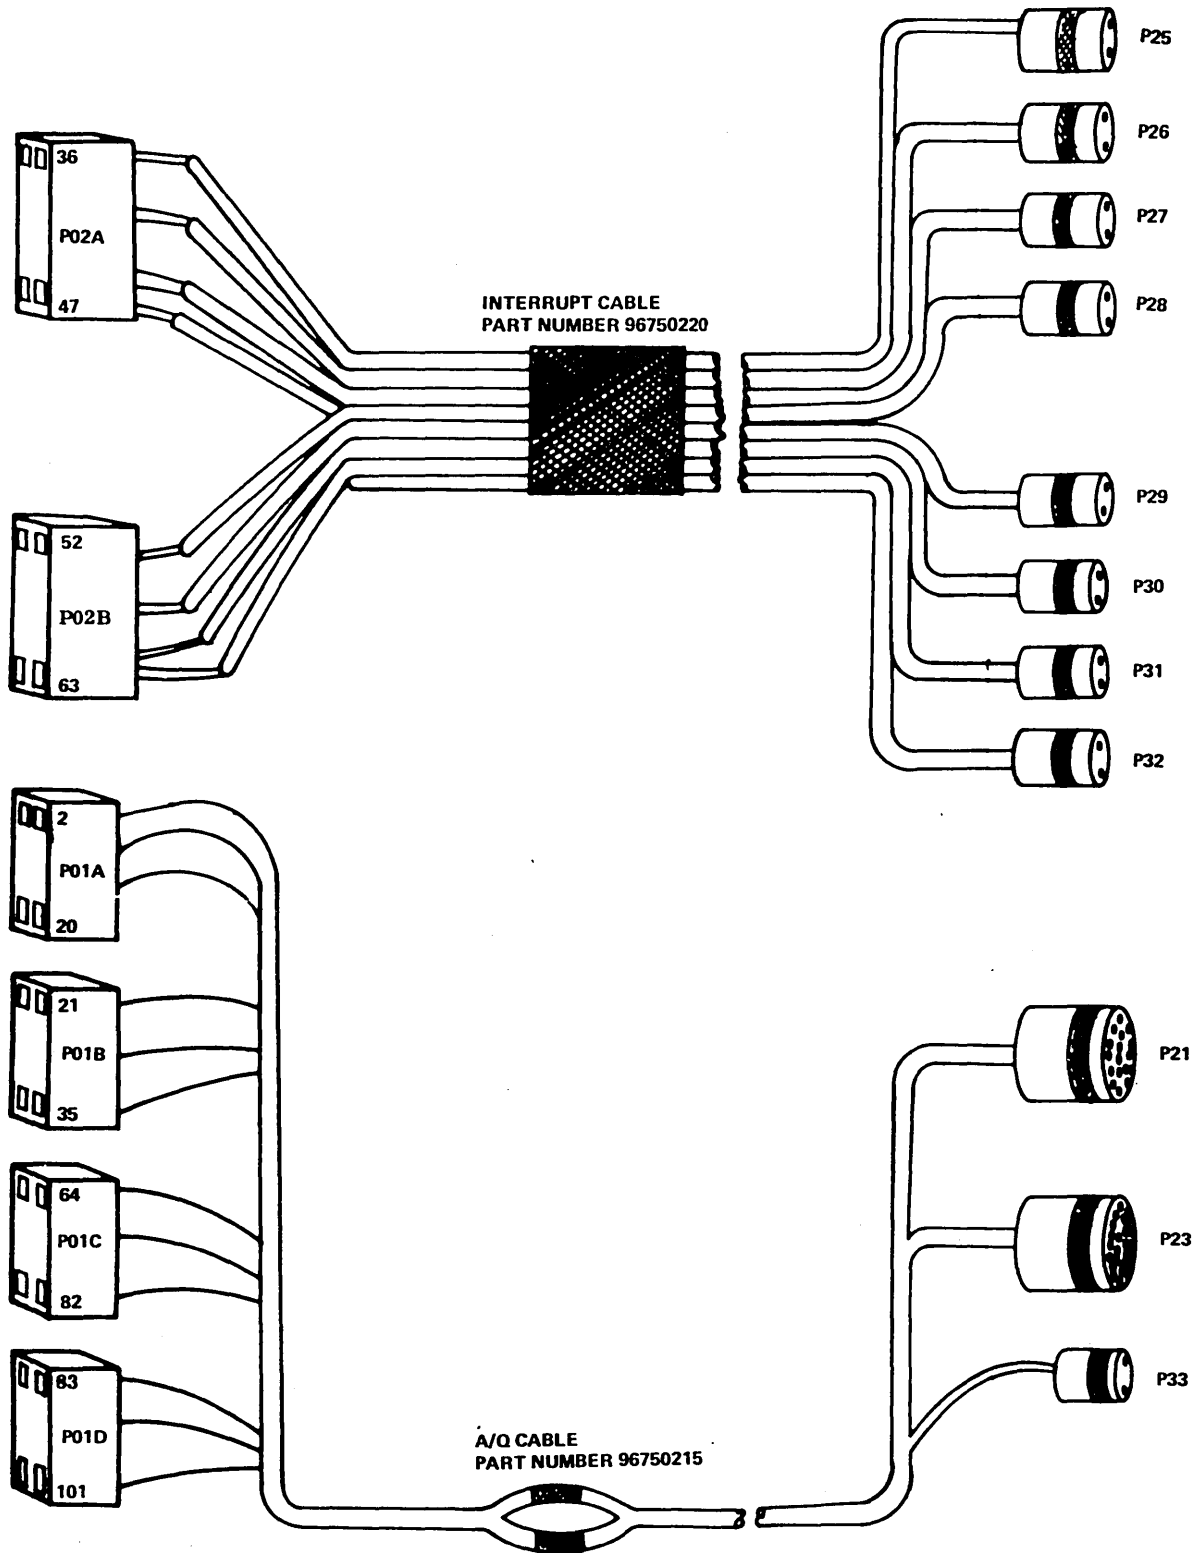 P25
P26
P27
P28
36
P02A
47
INTERRUPT CABLE
PART NUMBER 96750220
52
P02B
63
P29
P30
P31
P32
2
P01A
20
21
P01B
35
64
P01C
82
83
P01D
101
P21
P23
P33
A/Q CABLE
PART NUMBER 96750215